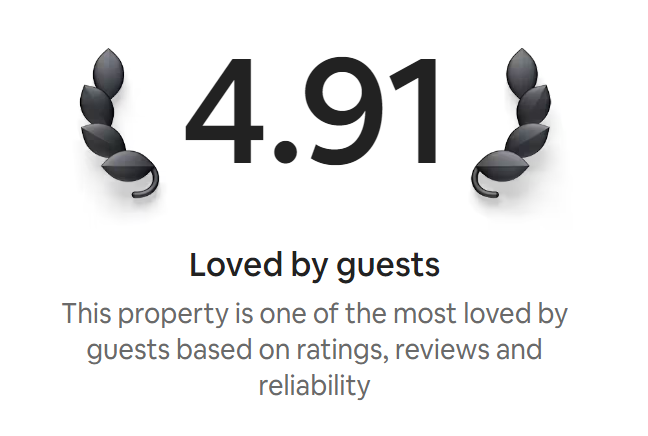 4.91
Loved by guests
This property is one of the most loved by
guests based on ratings, reviews and
reliability